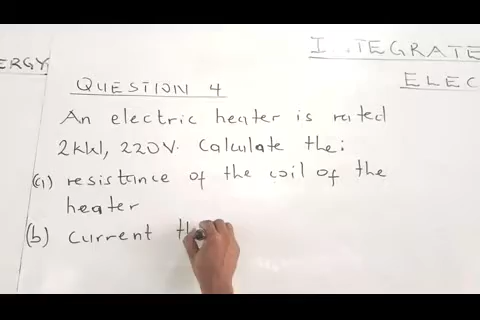 ERGY
INTEGRATE
ELEC
QUESTION 4
An electric heater is rated
2KW, 220V. Calculate the:
(a) resistance of the coil of the
heater
(b) current th